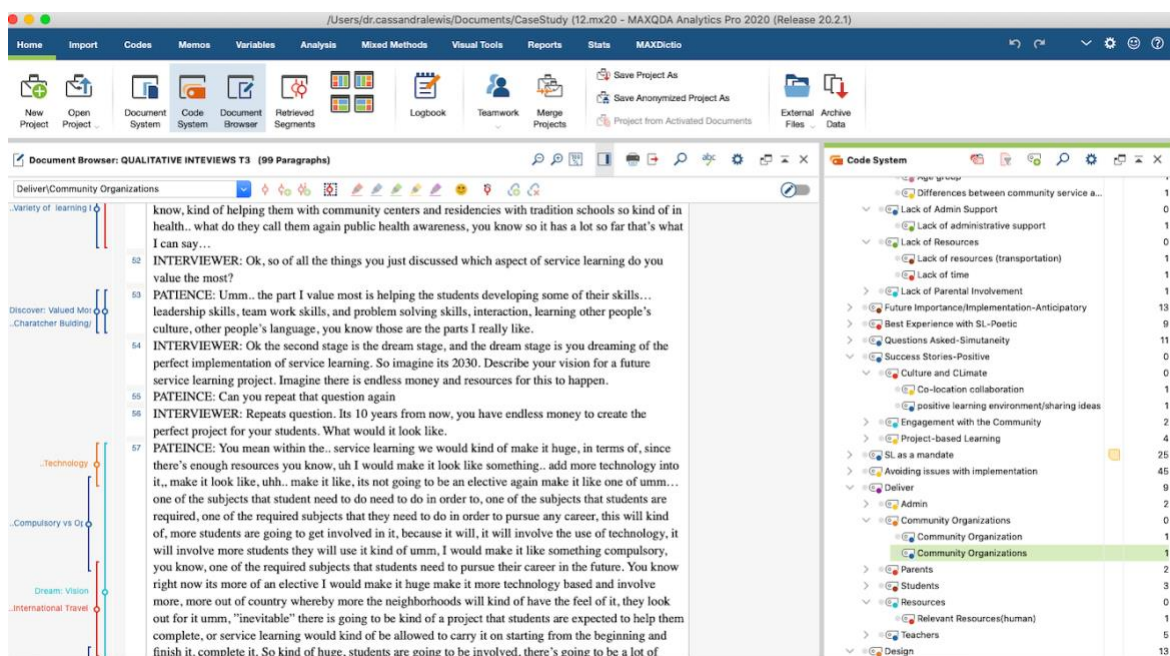 /Users/dr.cassandralewis/Documents/CaseStudy (12.mx20 - MAXQDA Analytics Pro 2020 (Release 20.2.1)
Home Import Codes Memos Variables Analysis Mixed Methods Visual Tools Reports Stats MAXDictio
New Project
Open Project
Document System
Code System
Document Browser
Retrieved Segments
Logbook
Teamwork
Merge Projects
Save Project As
Save Anonymized Project As
Project from Activated Documents
External Files
Archive Data
Document Browser: QUALITATIVE INTEVIEWS T3 (99 Paragraphs)
Deliver\Community Organizations
..Variety of learning l
know, kind of helping them with community centers and residencies with tradition schools so kind of in
health.. what do they call them again public health awareness, you know so it has a lot so far that's what
I can say…
52 INTERVIEWER: Ok, so of all the things you just discussed which aspect of service learning do you
value the most?
Discover: Valued Mo
..Charatcher Bulding/
53 PATIENCE: Umm.. the part I value most is helping the students developing some of their skills…
leadership skills, team work skills, and problem solving skills, interaction, learning other people's
culture, other people's language, you know those are the parts I really like.
54 INTERVIEWER: Ok the second stage is the dream stage, and the dream stage is you dreaming of the
perfect implementation of service learning. So imagine its 2030. Describe your vision for a future
service learning project. Imagine there is endless money and resources for this to happen.
55 PATEINCE: Can you repeat that question again
56 INTERVIEWER: Repeats question. Its 10 years from now, you have endless money to create the
perfect project for your students. What would it look like.
..Technology
..Compulsory vs Op
Dream: Vision
..International Travel
57 PATEINCE: You mean within the.. service learning we would kind of make it huge, in terms of, since
there's enough resources you know, uh I would make it look like something.. add more technology into
it,, make it look like, uhh.. make it like, its not going to be an elective again make it like one of umm…
one of the subjects that student need to do need to do in order to, one of the subjects that students are
required, one of the required subjects that they need to do in order to pursue any career, this will kind
of, more students are going to get involved in it, because it will, it will involve the use of technology, it
will involve more students they will use it kind of umm, I would make it like something compulsory,
you know, one of the required subjects that students need to pursue their career in the future. You know
right now its more of an elective I would make it huge make it more technology based and involve
more, more out of country whereby more the neighborhoods will kind of have the feel of it, they look
out for it umm, "inevitable" there is going to be kind of a project that students are expected to help them
complete, or service learning would kind of be allowed to carry it on starting from the beginning and
finish it, complete it. So kind of huge, students are going to be involved, there's going to be a lot of
Code System
Age group 1
Differences between community service a... 1
Lack of Admin Support 0
Lack of administrative support 1
Lack of Resources 0
Lack of resources (transportation) 1
Lack of time 1
Lack of Parental Involvement 1
Future Importance/Implementation-Anticipatory 13
Best Experience with SL-Poetic 9
Questions Asked-Simutaneity 11
Success Stories-Positive 0
Culture and CLimate 0
Co-location collaboration 1
positive learning environment/sharing ideas 1
Engagement with the Community 2
Project-based Learning 4
SL as a mandate 25
Avoiding issues with implementation 45
Deliver 9
Admin 2
Community Organizations 0
Community Organization 1
Community Organizations 1
Parents 2
Students 3
Resources 0
Relevant Resources(human) 1
Teachers 5
Design 13